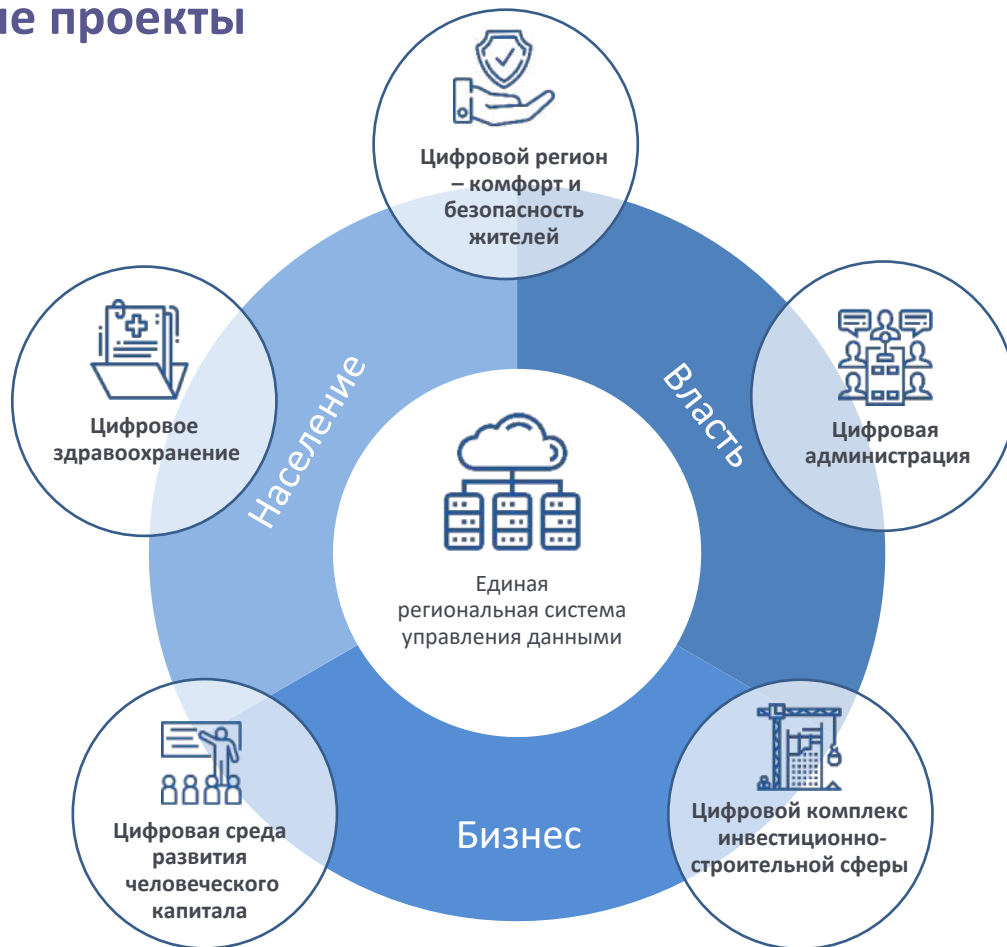 проекты
Цифровой регион
– комфорт и
безопасность
жителей
Цифровое
здравоохранение
Население
Власть
Цифровая
администрация
Единая
региональная система
управления данными
Цифровая среда
развития
человеческого
капитала
Бизнес
Цифровой комплекс
инвестиционно-
строительной сферы